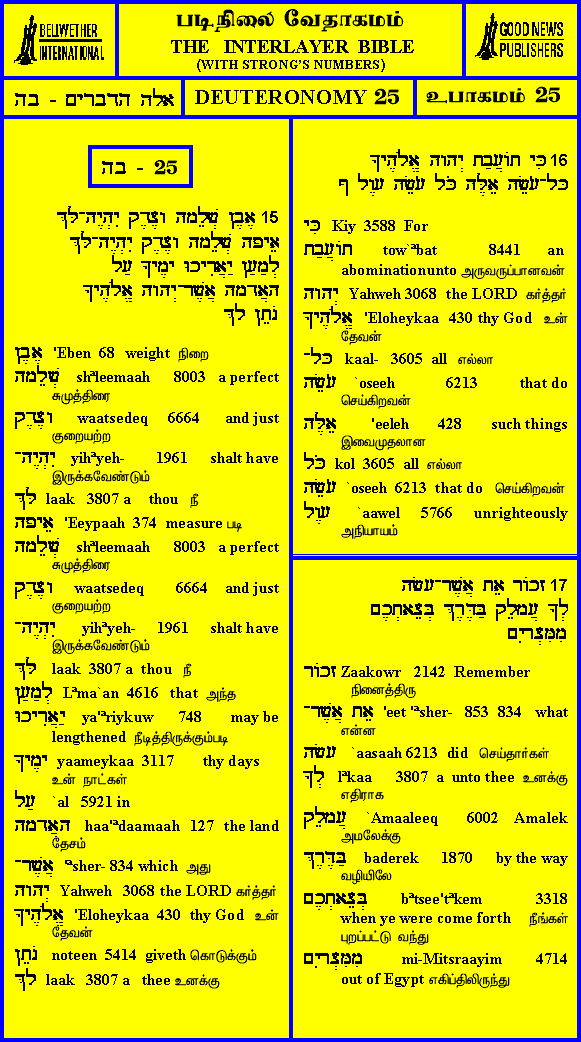 BELLWETHER
INTERNATIONAL
படிநிலை வேதாகமம்
THE INTERLAYER BIBLE
(WITH STRONG'S NUMBERS)
GOOD NEWS
PUBLISHERS
אלה הדברים - בה
DEUTERONOMY 25
உபாகமம் 25
25 - בה
15 אֶבֶן שְׁלֵמָה וָצֶדֶק יִהְיֶה־לָּךְ
אֵיפָה שְׁלֵמָה וָצֶדֶק יִהְיֶה־לָּךְ
לְמַעַן יַאֲרִיכוּ יָמֶיךָ עַל
הָאֲדָמָה אֲשֶׁר־יְהוָה אֱלֹהֶיךָ
נֹתֵן לָךְ
אֶבֶן 'Eben 68 weight நிறை
שְׁלֵמָה shªleemaah 8003 a perfect
சுமுத்திரை
וָצֶדֶק waatsedeq 6664 and just
குறையற்ற
יִהְיֶה־ yihªyeh- 1961 shalt have
இருக்கவேண்டும்
לָּךְ laak 3807 a thou நீ
אֵיפָה 'Eeypaah 374 measure படி
שְׁלֵמָה shªleemaah 8003 a perfect
சுமுத்திரை
וָצֶדֶק waatsedeq 6664 and just
குறையற்ற
יִהְיֶה־ yihªyeh- 1961 shalt have
இருக்கவேண்டும்
לָּךְ laak 3807 a thou நீ
לְמַעַן Lªma`an 4616 that அந்த
יַאֲרִיכוּ ya'ªriykuw 748 may be
lengthened நீடித்திருக்கும்படி
יָמֶיךָ yaameykaa 3117 thy days
உன் நாட்கள்
עַל `al 5921 in
הָאֲדָמָה haa'ªdaamaah 127 the land
தேசம்
אֲשֶׁר־ ªsher- 834 which அது
יְהוָה Yahweh 3068 the LORD கர்த்தர்
אֱלֹהֶיךָ 'Eloheykaa 430 thy God உன்
தேவன்
נֹתֵן noteen 5414 giveth கொடுக்கும்
לָךְ laak 3807 a thee உனக்கு
16 כִּי תוֹעֲבַת יְהוָה אֱלֹהֶיךָ
כָּל־עֹשֵׂה אֵלֶּה כֹּל עֹשֵׂה עָוֶל ף
כִּי Kiy 3588 For
תוֹעֲבַת tow`ªbat 8441 an
abominationunto அருவருப்பானவன்
יְהוָה Yahweh 3068 the LORD கர்த்தர்
אֱלֹהֶיךָ 'Eloheykaa 430 thy God உன்
தேவன்
כָּל־ kaal- 3605 all எல்லா
עֹשֵׂה `oseeh 6213 that do
செய்கிறவன்
אֵלֶּה 'eeleh 428 such things
இவைமுதலான
כֹּל kol 3605 all எல்லா
עֹשֵׂה `oseeh 6213 that do செய்கிறவன்
עָוֶל `aawel 5766 unrighteously
அநியாயம்
17 זָכוֹר אֵת אֲשֶׁר־עָשָׂה
לְךָ עֲמָלֵק בַּדֶּרֶךְ בְּצֵאתְכֶם
מִמִּצְרָיִם
זָכוֹר Zaakowr 2142 Remember
நினைத்திரு
אֵת אֲשֶׁר־ 'eet 'ªsher- 853 834 what
என்ன
עָשָׂה `aasaah 6213 did செய்தார்கள்
לְךָ lªkaa 3807 a unto thee உனக்கு
எதிராக
עֲמָלֵק `Amaaleeq 6002 Amalek
அமலேக்கு
בַּדֶּרֶךְ baderek 1870 by the way
வழியிலே
בְּצֵאתְכֶם bªtsee'tªkem 3318
when ye were come forth நீங்கள்
புறப்பட்டு வந்து
מִמִּצְרָיִם mi-Mitsraayim 4714
out of Egypt எகிப்திலிருந்து